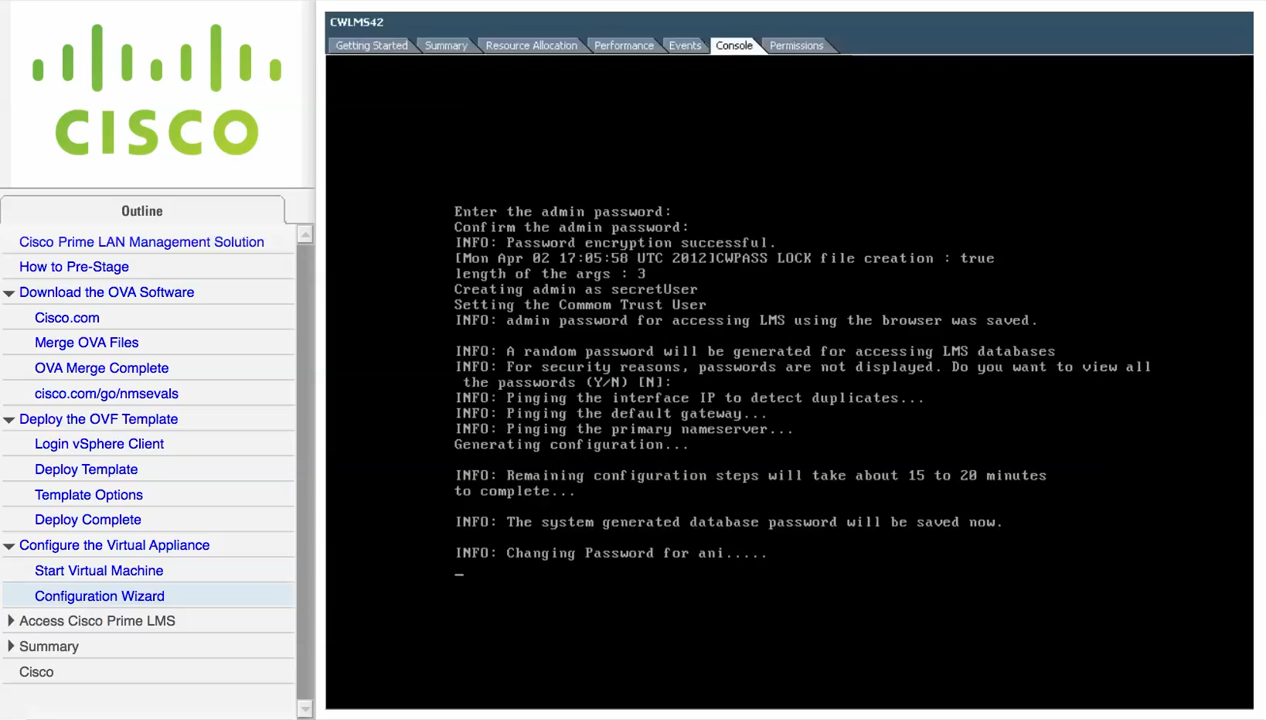 CISCO
Outline
Cisco Prime LAN Management Solution
How to Pre-Stage
Download the OVA Software
Cisco.com
Merge OVA Files
OVA Merge Complete
cisco.com/go/nmsevals
Deploy the OVF Template
Login vSphere Client
Deploy Template
Template Options
Deploy Complete
Configure the Virtual Appliance
Start Virtual Machine
Configuration Wizard
Access Cisco Prime LMS
Summary
Cisco
CWLMS42
Getting Started Summary Resource Allocation Performance Events Console Permissions
Enter the admin password:
Confirm the admin password:
INFO: Password encryption successful.
[Mon Apr 02 17:05:58 UTC 2012]CWPASS LOCK file creation : true
length of the args : 3
Creating admin as secretUser
Setting the Commom Trust User
INFO: admin password for accessing LMS using the browser was saved.
INFO: A random password will be generated for accessing LMS databases
INFO: For security reasons, passwords are not displayed. Do you want to view all
the passwords (Y/N) [N]:
INFO: Pinging the interface IP to detect duplicates...
INFO: Pinging the default gateway...
INFO: Pinging the primary nameserver...
Generating configuration...
INFO: Remaining configuration steps will take about 15 to 20 minutes
to complete...
INFO: The system generated database password will be saved now.
INFO: Changing Password for ani.....
_